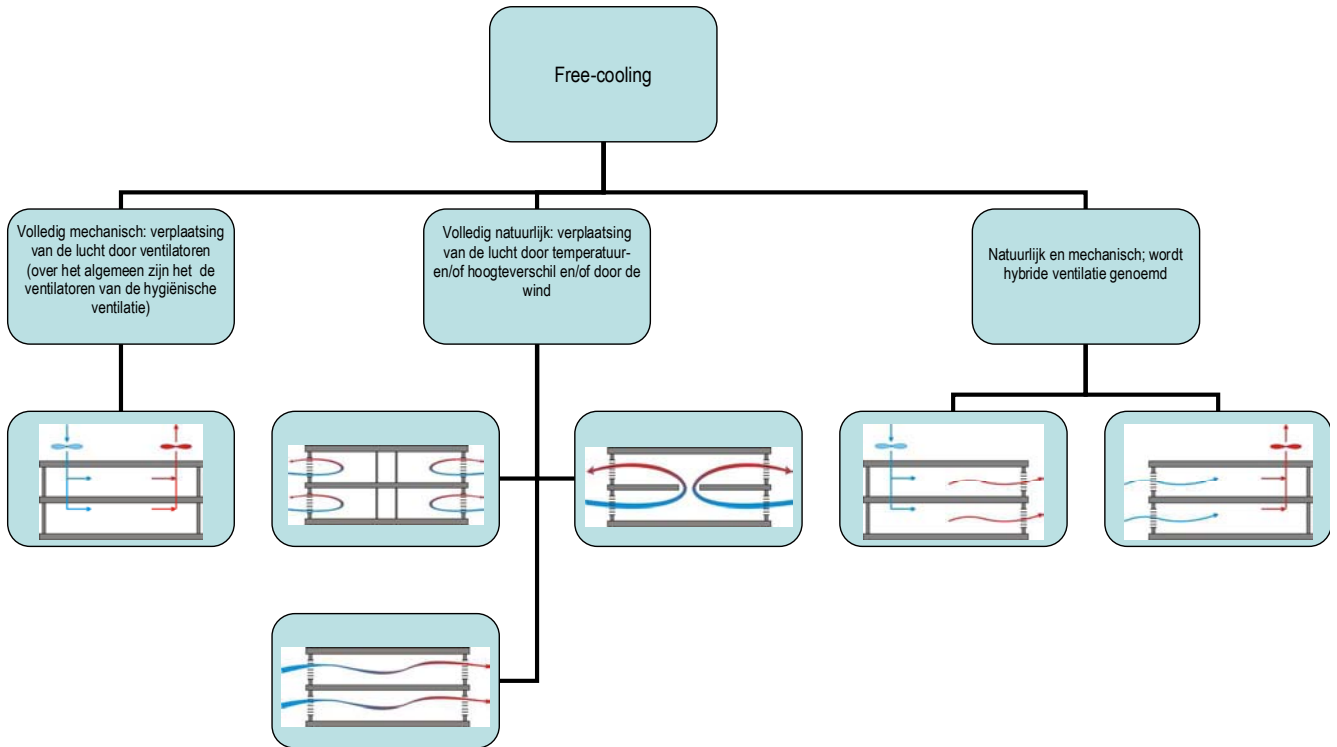 Free-cooling
Volledig mechanisch: verplaatsing
van de lucht door ventilatoren
(over het algemeen zijn het de
ventilatoren van de hygiënische
ventilatie)
Volledig natuurlijk: verplaatsing
van de lucht door temperatuur-
en/of hoogteverschil en/of door de
wind
Natuurlijk en mechanisch; wordt
hybride ventilatie genoemd